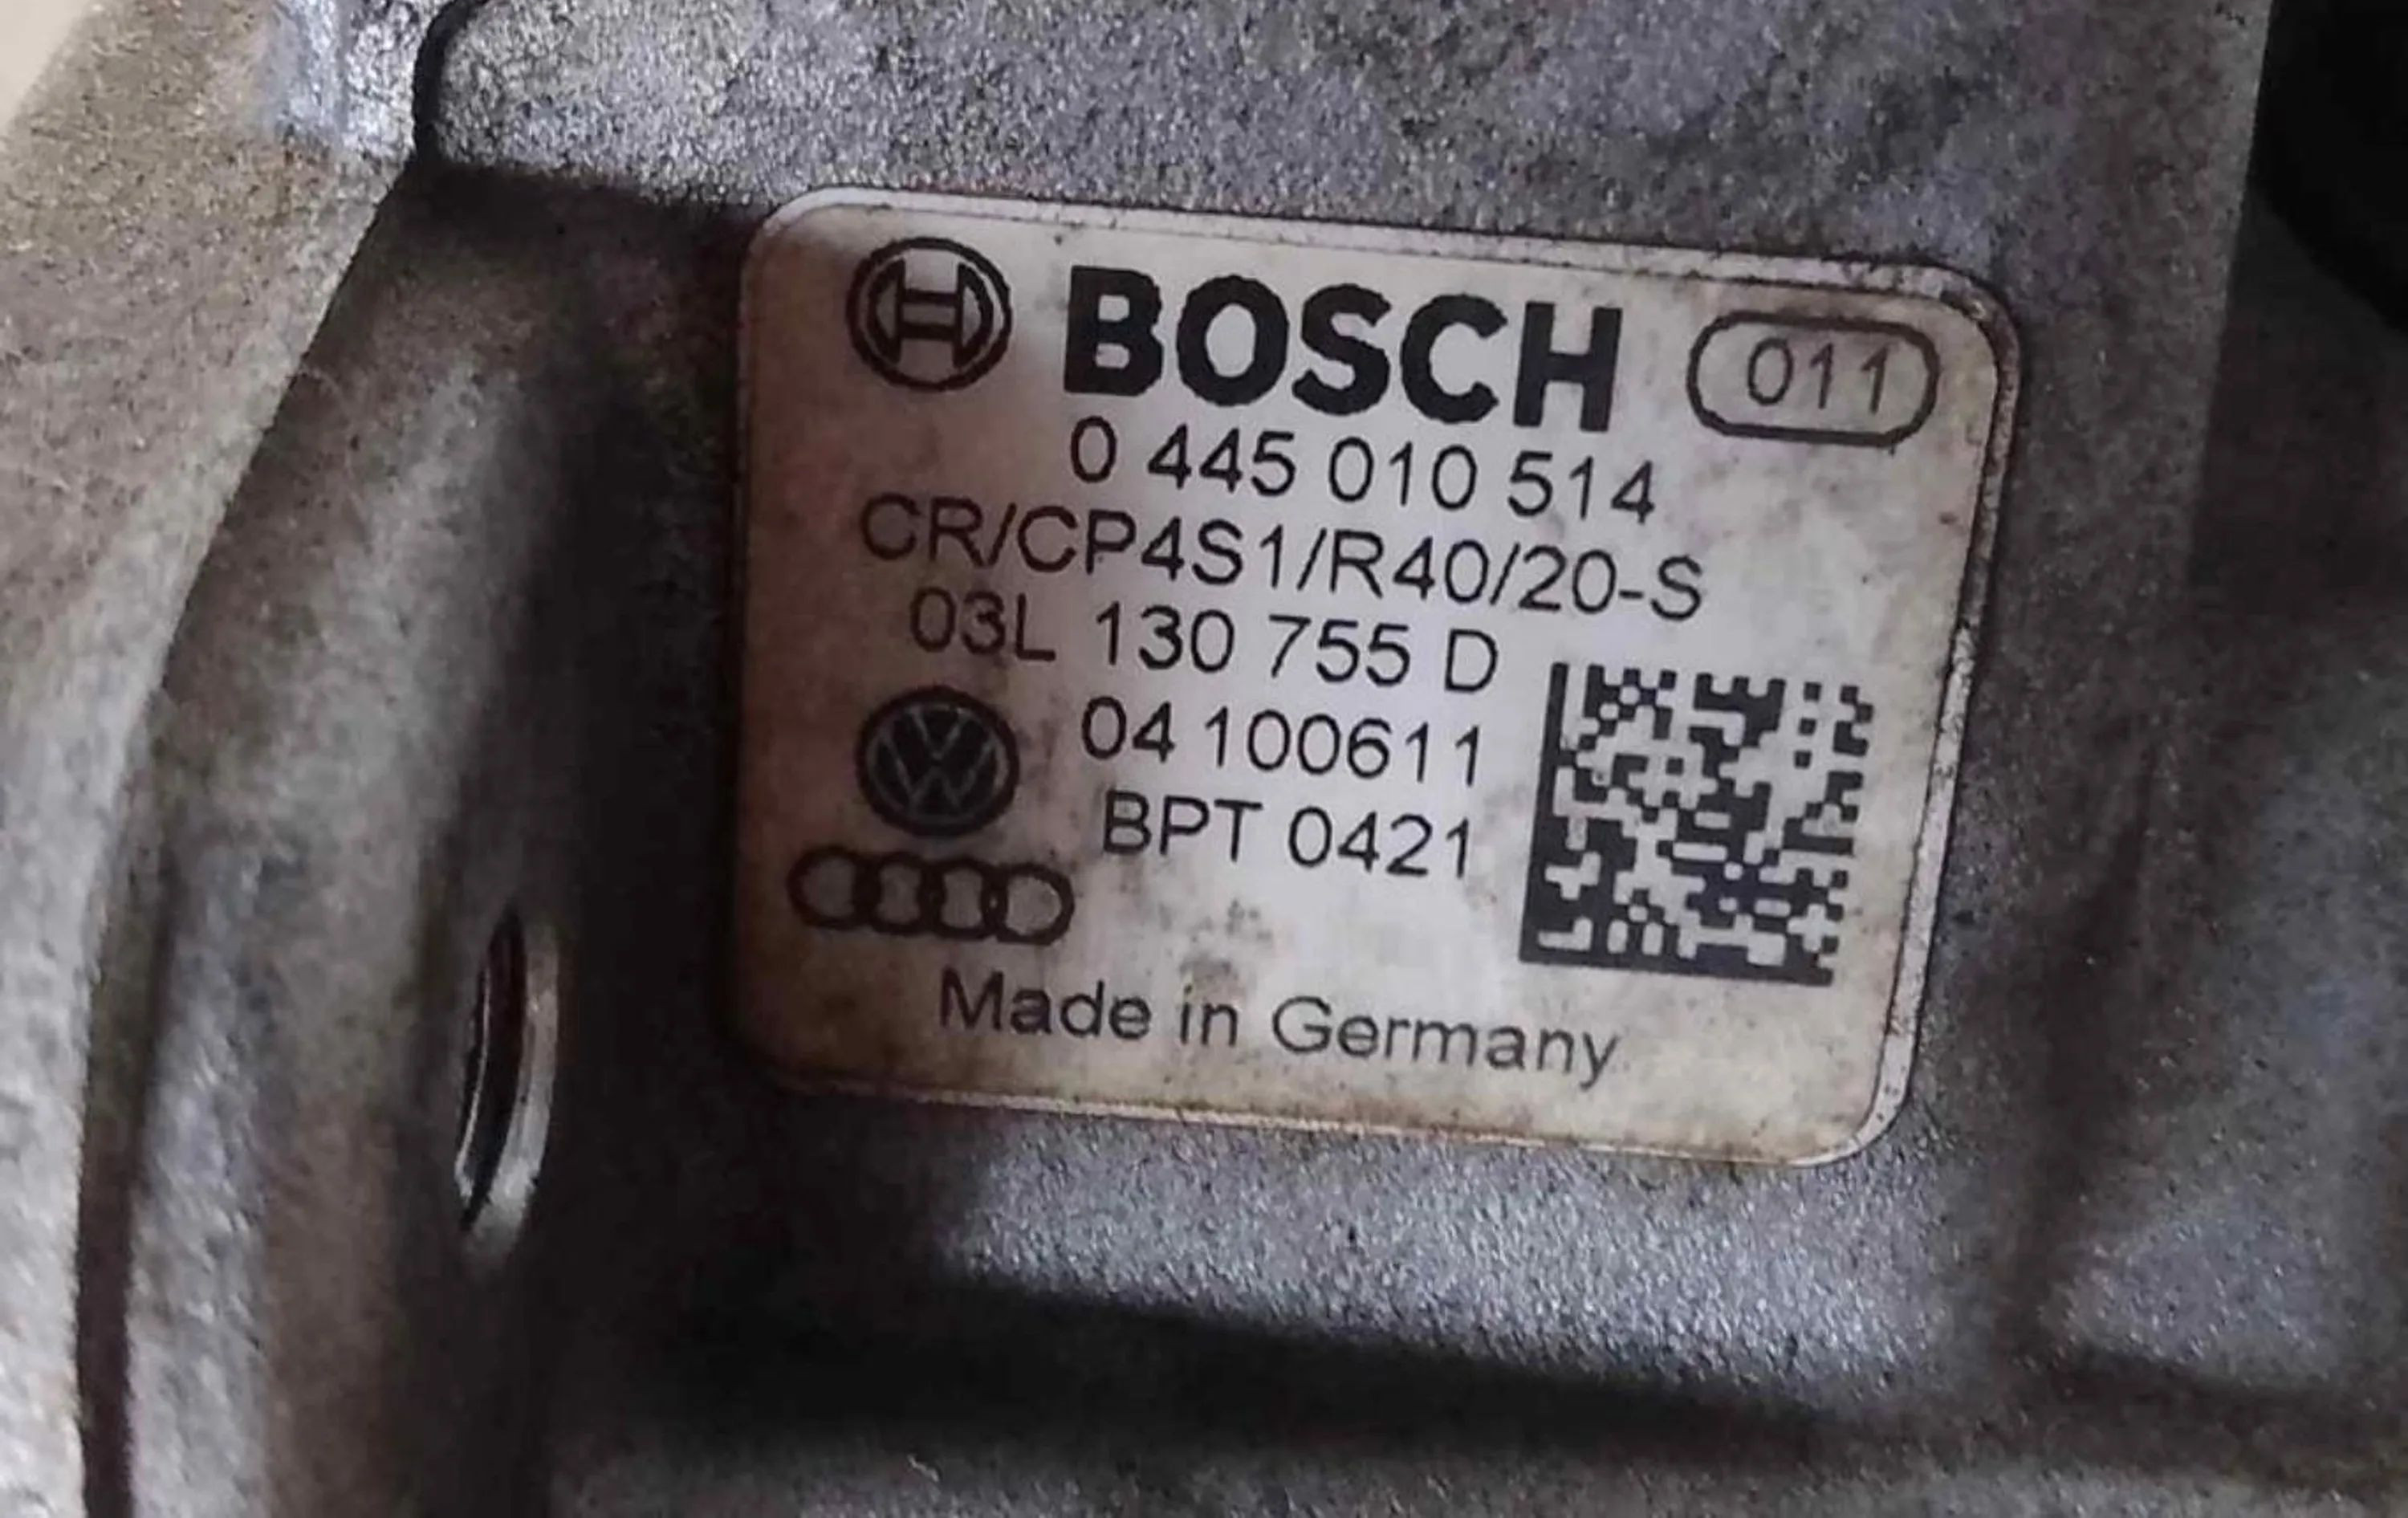 BOSCH 011
0 445 010 514
CR/CP4S1/R40/20-S
03L 130 755 D
04 100611
BPT 0421
Made in Germany